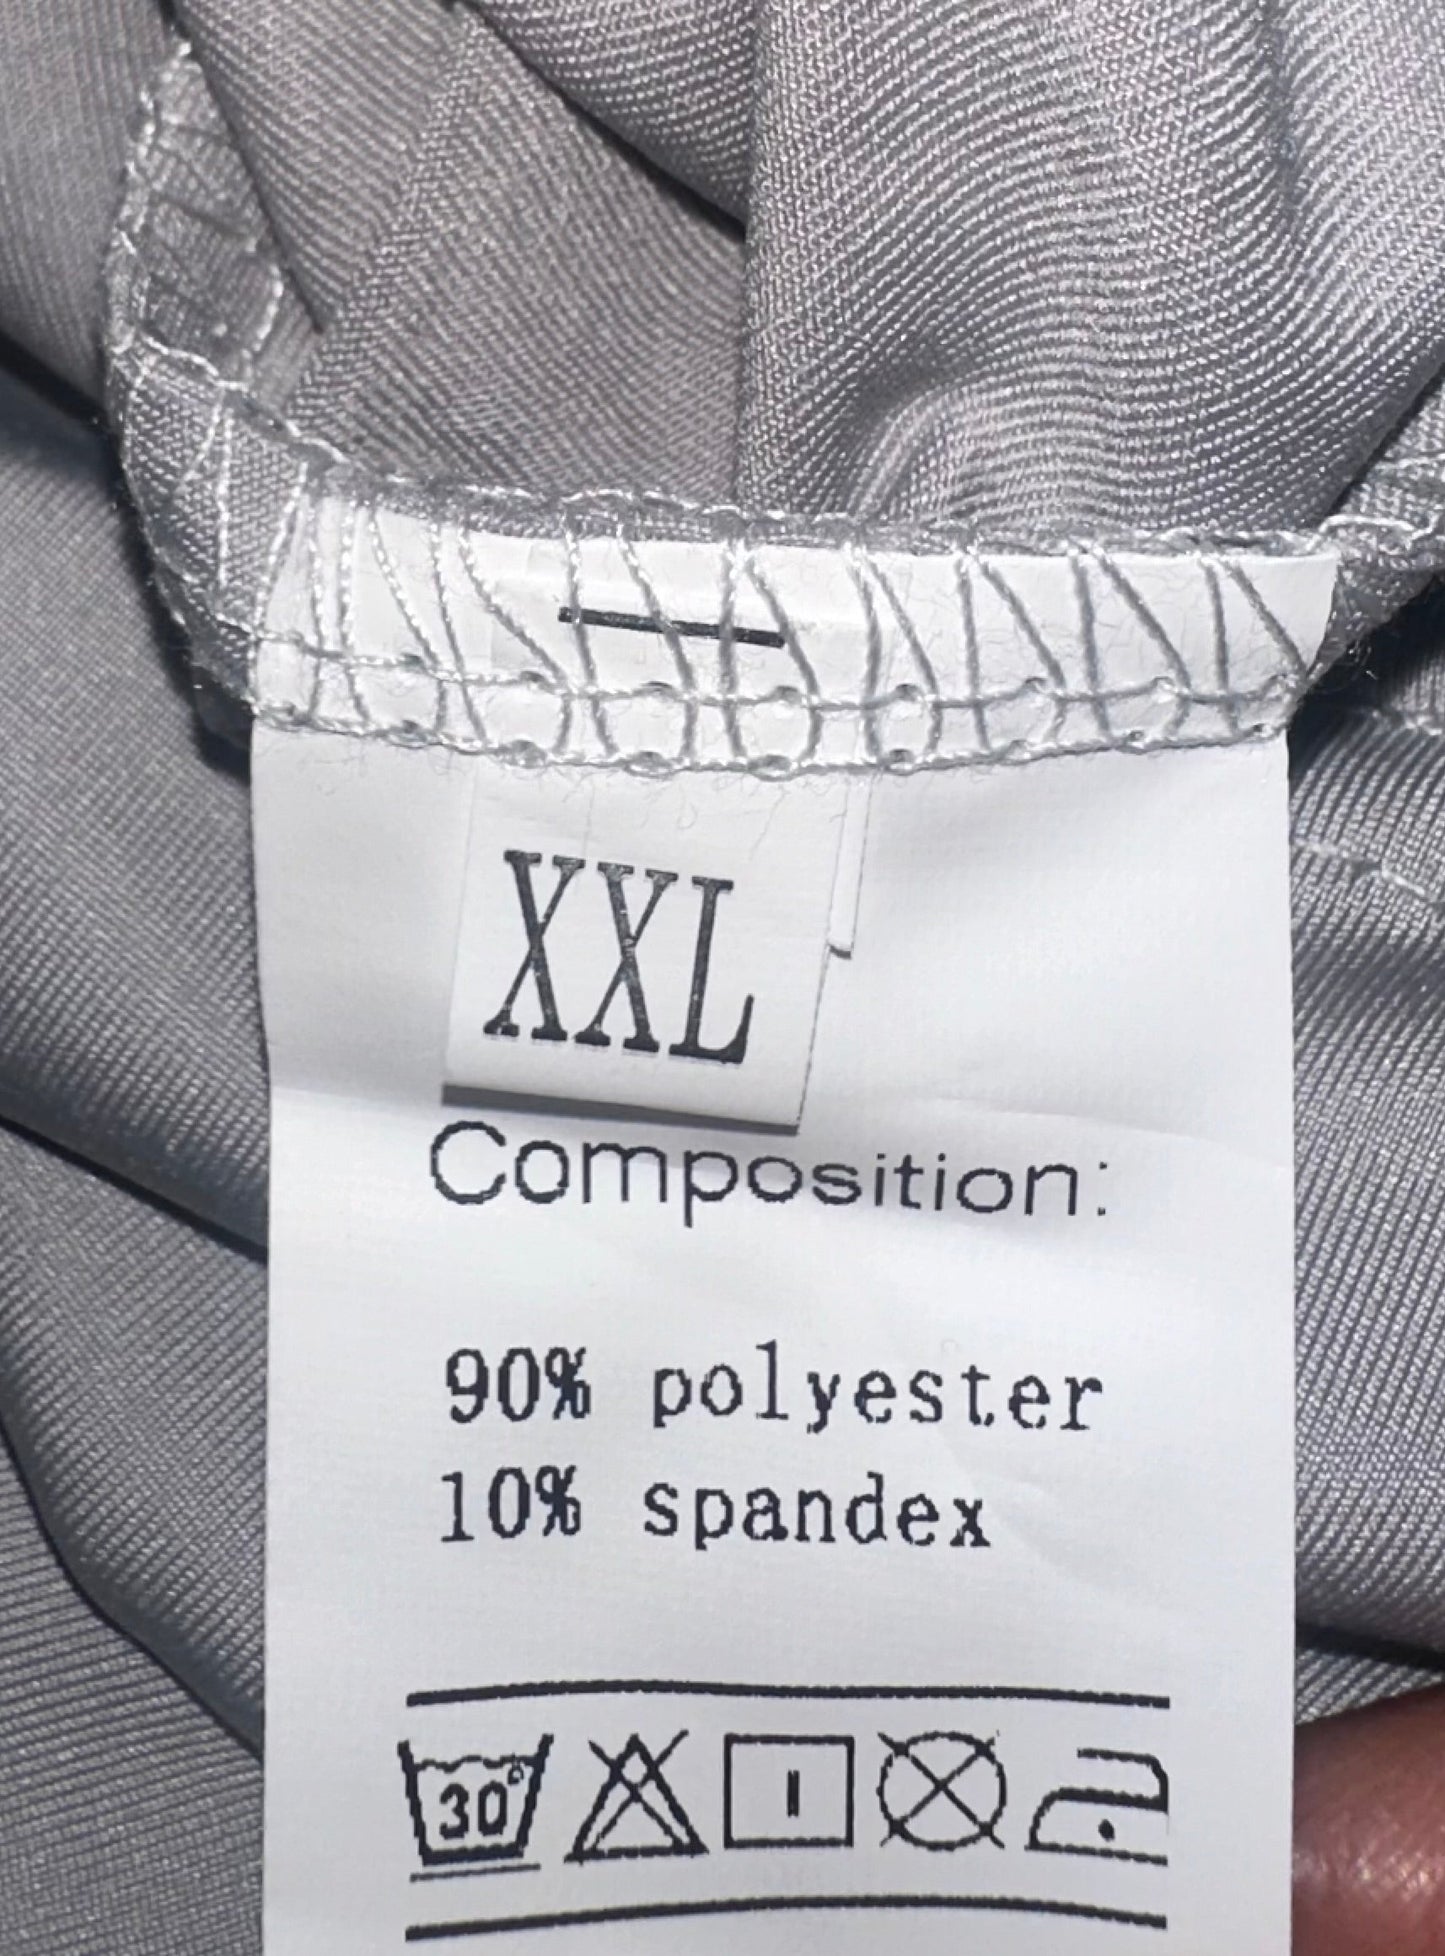 XXL
Composition:
90% polyester
10% spandex
30°